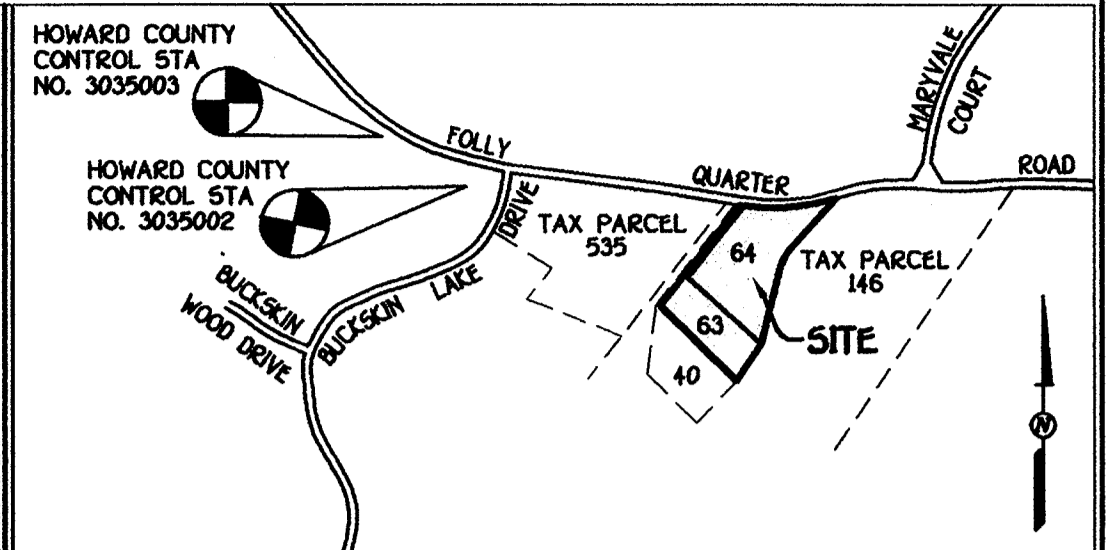 HOWARD COUNTY
CONTROL STA
NO. 3035003
HOWARD COUNTY
CONTROL STA
NO. 3035002
FOLLY
QUARTER
ROAD
MARYVALE
COURT
DRIVE
TAX PARCEL
535
64
TAX PARCEL
146
BUCKSKIN
WOOD DRIVE
BUCKSKIN
LAKE
63
SITE
40
N